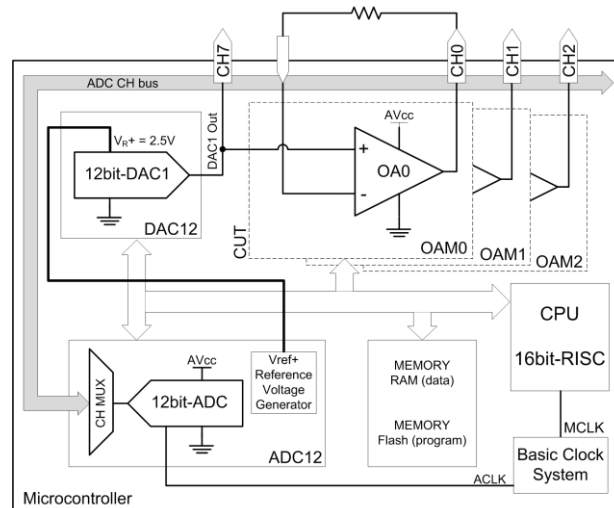 CH7
CH0
CH1
CH2
ADC CH bus
VR+ = 2.5V
DAC1 Out
12bit-DAC1
DAC12
AVcc
+
-
OA0
CUT
OAM0
OAM1
OAM2
CPU
16bit-RISC
AVcc
Vref+
Reference
Voltage
Generator
CH MUX
12bit-ADC
ADC12
MEMORY
RAM (data)
MEMORY
Flash (program)
MCLK
Basic Clock
System
ACLK
Microcontroller